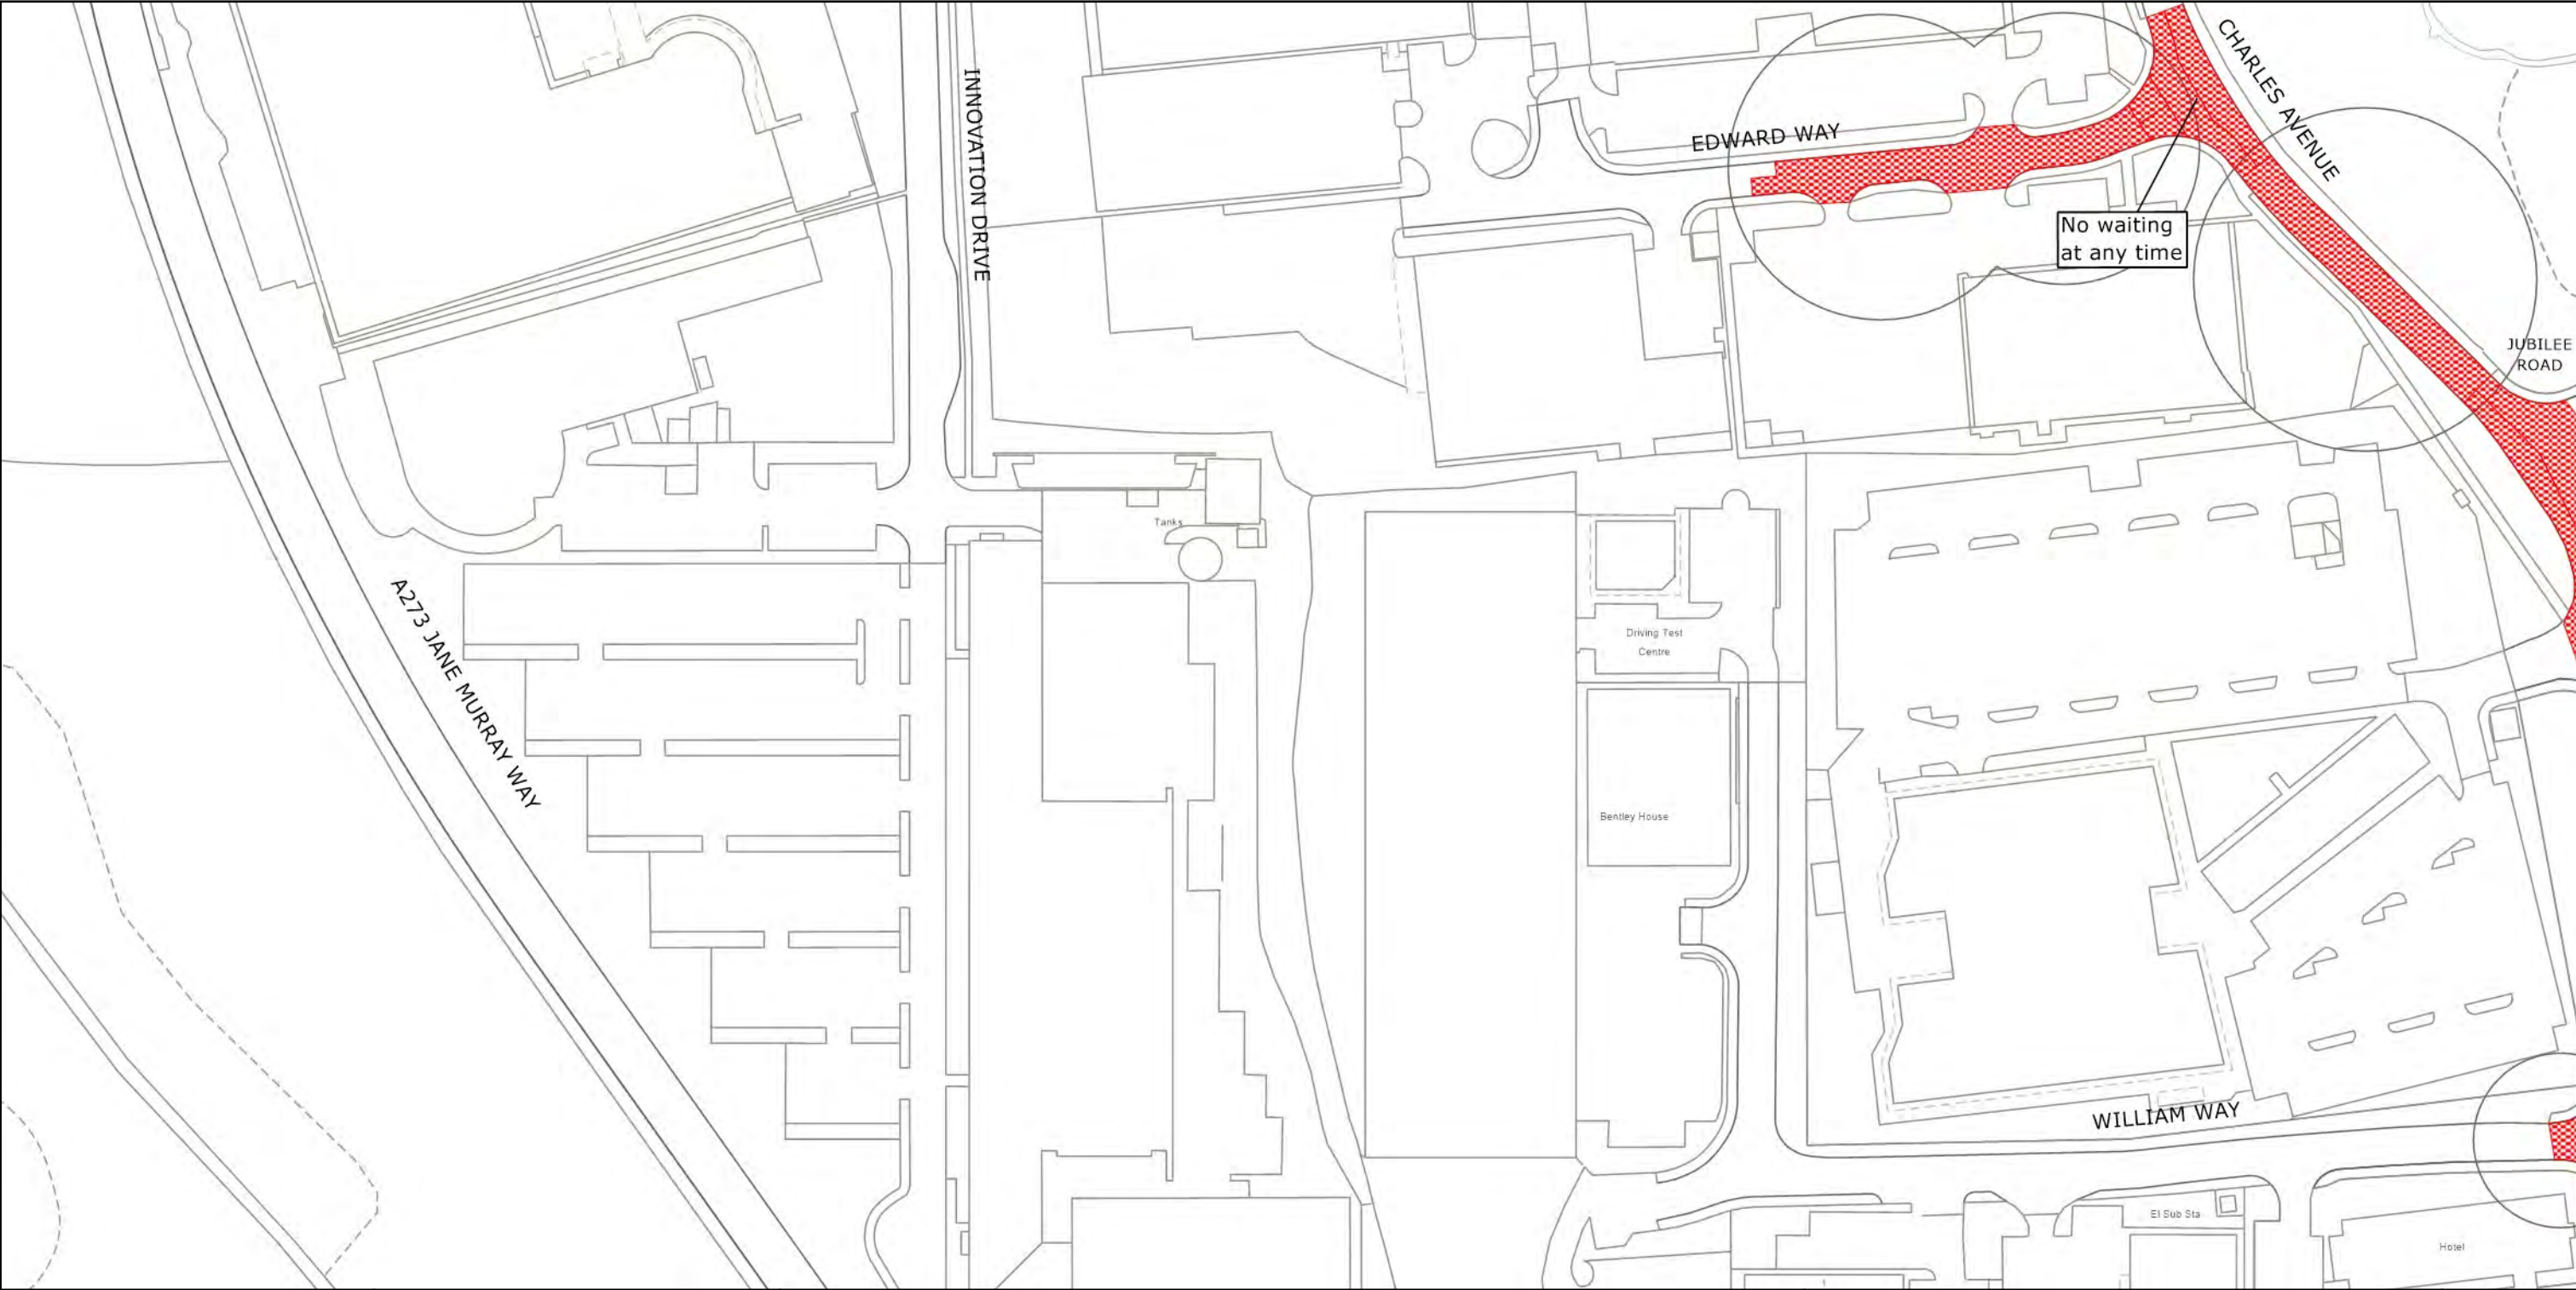 CHARLES AVENUE
INNOVATION DRIVE
EDWARD WAY
No waiting
at any time
JUBILEE
ROAD
Tanks
A273 JANE MURRAY WAY
Driving Test
Centre
Bentley House
WILLIAM WAY
El Sub Sta
Hotel